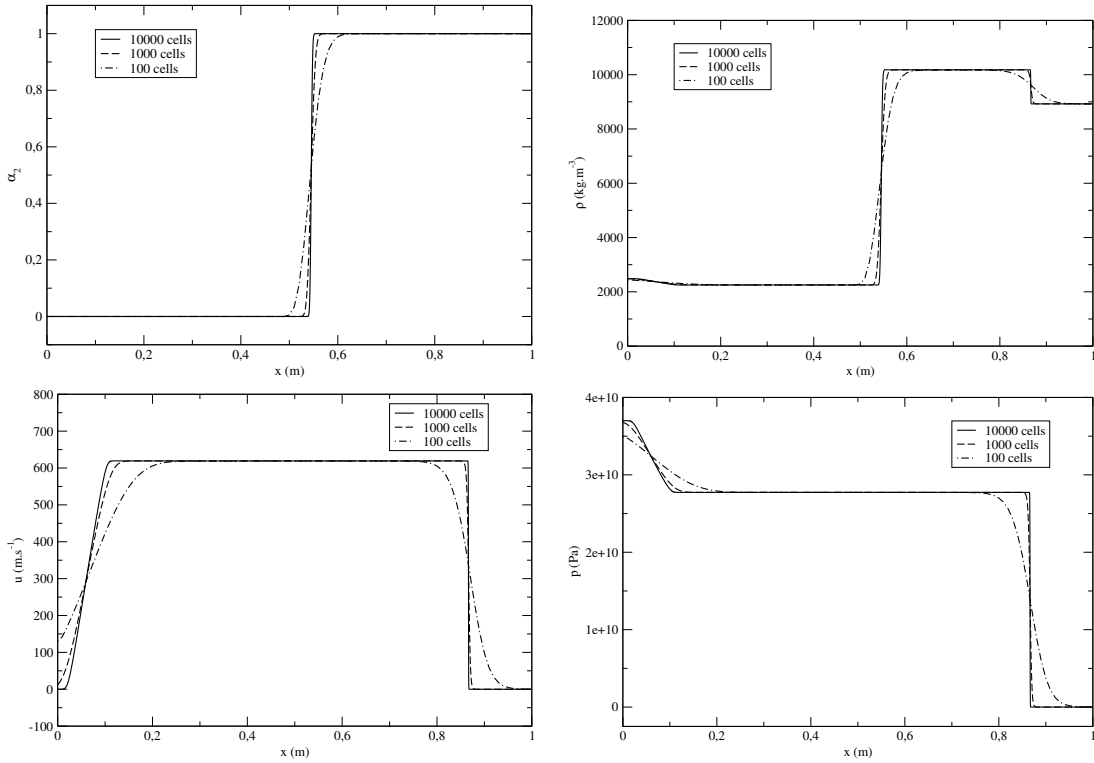 1
0,8
0,6
0,4
0,2
0
α2
10000 cells
1000 cells
100 cells
0
0,2
0,4
0,6
0,8
1
x (m)
12000
10000
8000
6000
4000
2000
0
ρ (kg.m-3)
10000 cells
1000 cells
100 cells
0
0,2
0,4
0,6
0,8
1
x (m)
800
700
600
500
400
300
200
100
0
-100
u (m.s-1)
10000 cells
1000 cells
100 cells
0
0,2
0,4
0,6
0,8
1
x (m)
4e+10
3e+10
2e+10
1e+10
0
p (Pa)
10000 cells
1000 cells
100 cells
0
0,2
0,4
0,6
0,8
1
x (m)